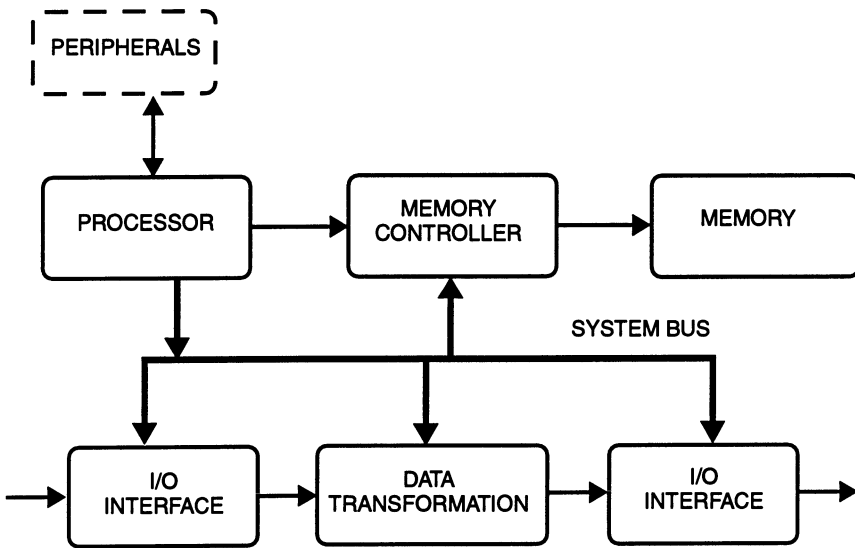 PERIPHERALS
PROCESSOR
MEMORY
CONTROLLER
MEMORY
SYSTEM BUS
I/O
INTERFACE
DATA
TRANSFORMATION
I/O
INTERFACE